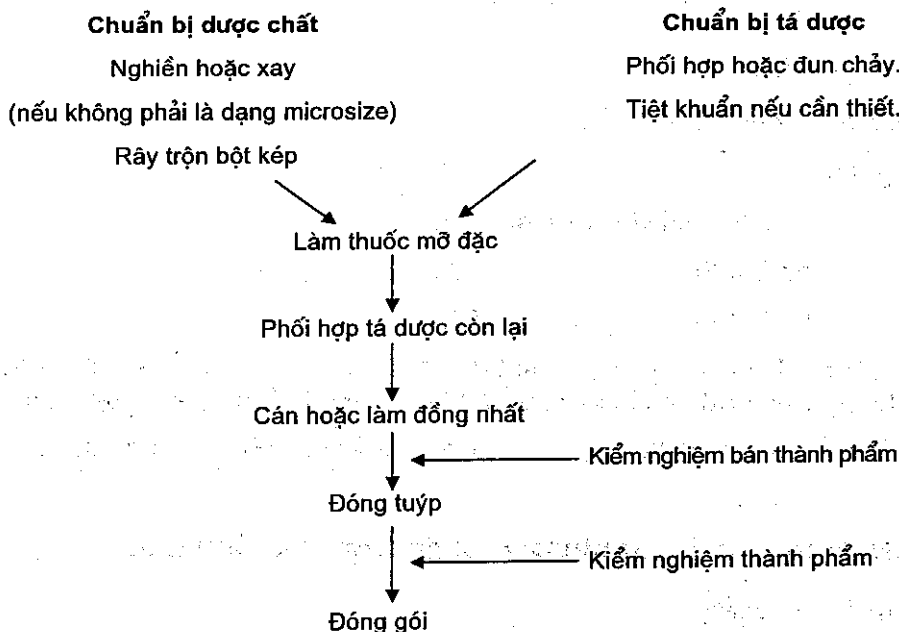 Chuẩn bị dược chất
Nghiền hoặc xay
(nếu không phải là dạng microsize)
Rây trộn bột kép
Chuẩn bị tá dược
Phối hợp hoặc đun chảy.
Tiệt khuẩn nếu cần thiết.
Làm thuốc mỡ đặc
Phối hợp tá dược còn lại
Cán hoặc làm đồng nhất
Kiểm nghiệm bán thành phẩm
Đóng tuýp
Kiểm nghiệm thành phẩm
Đóng gói